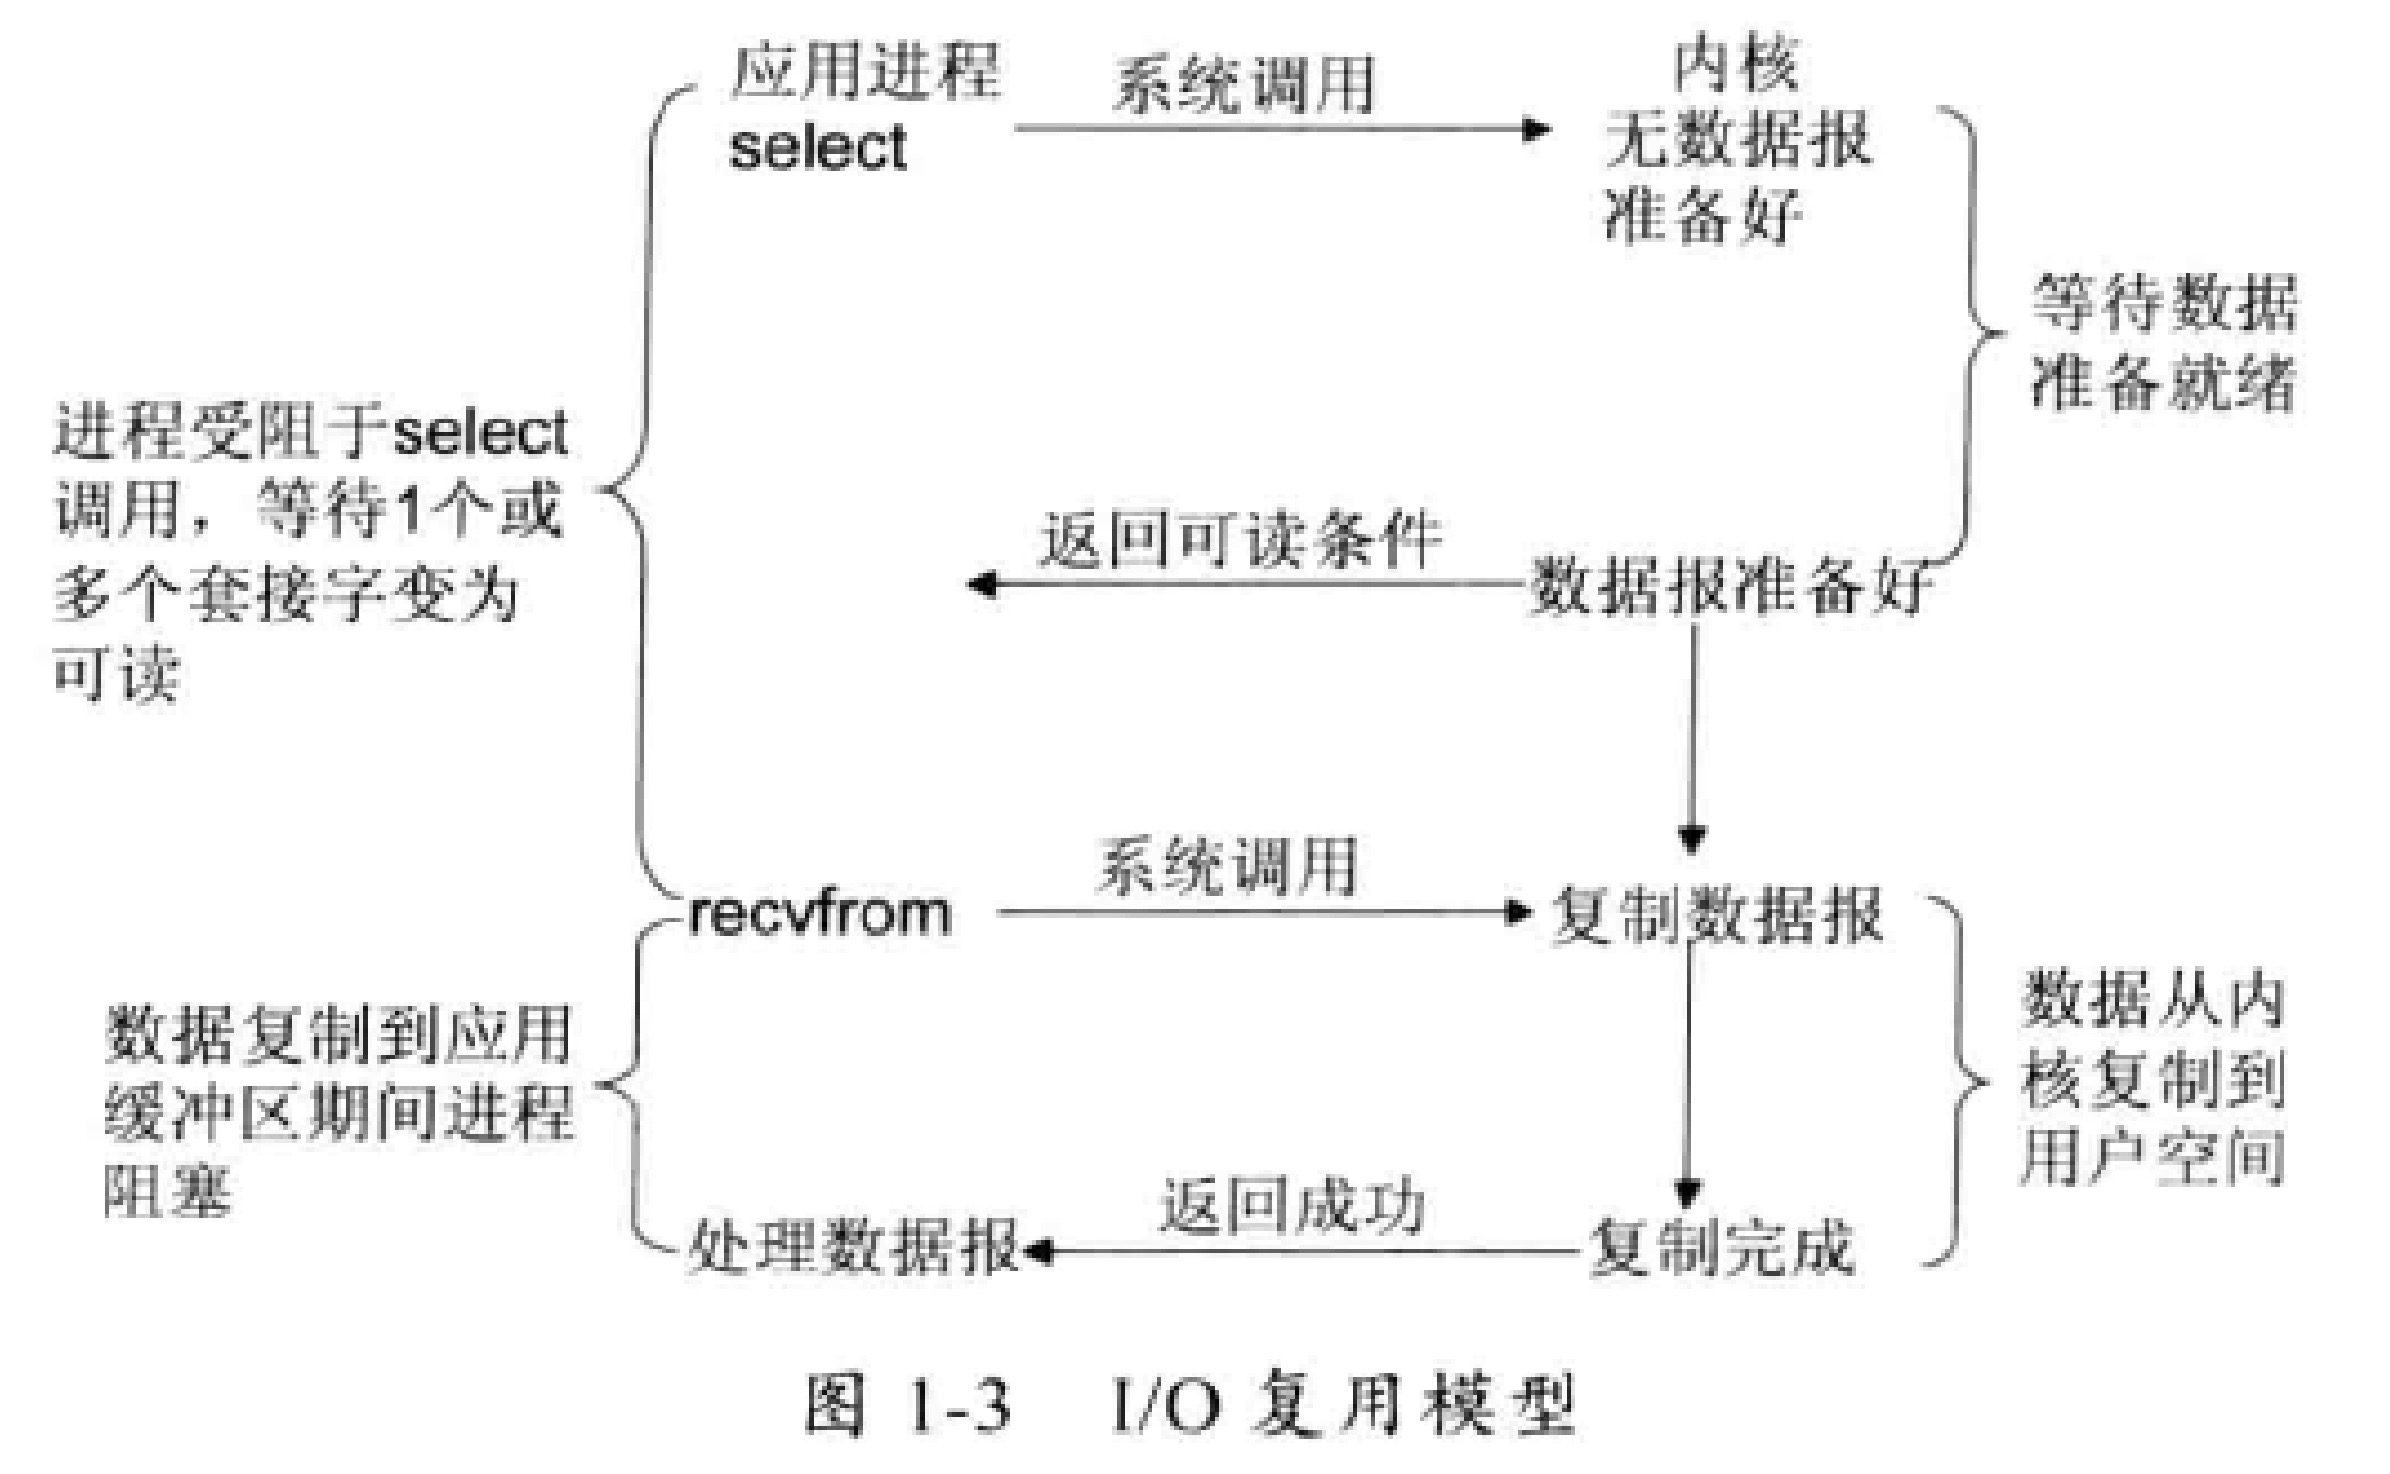 应用进程
select
系统调用
内核
无数据报
准备好
等待数据
准备就绪
进程受阻于select
调用，等待1个或
多个套接字变为
可读
返回可读条件
数据报准备好
recvfrom
系统调用
复制数据报
数据复制到应用
缓冲区期间进程
阻塞
数据从内
核复制到
用户空间
处理数据报
返回成功
复制完成
图 1-3 I/O 复用模型